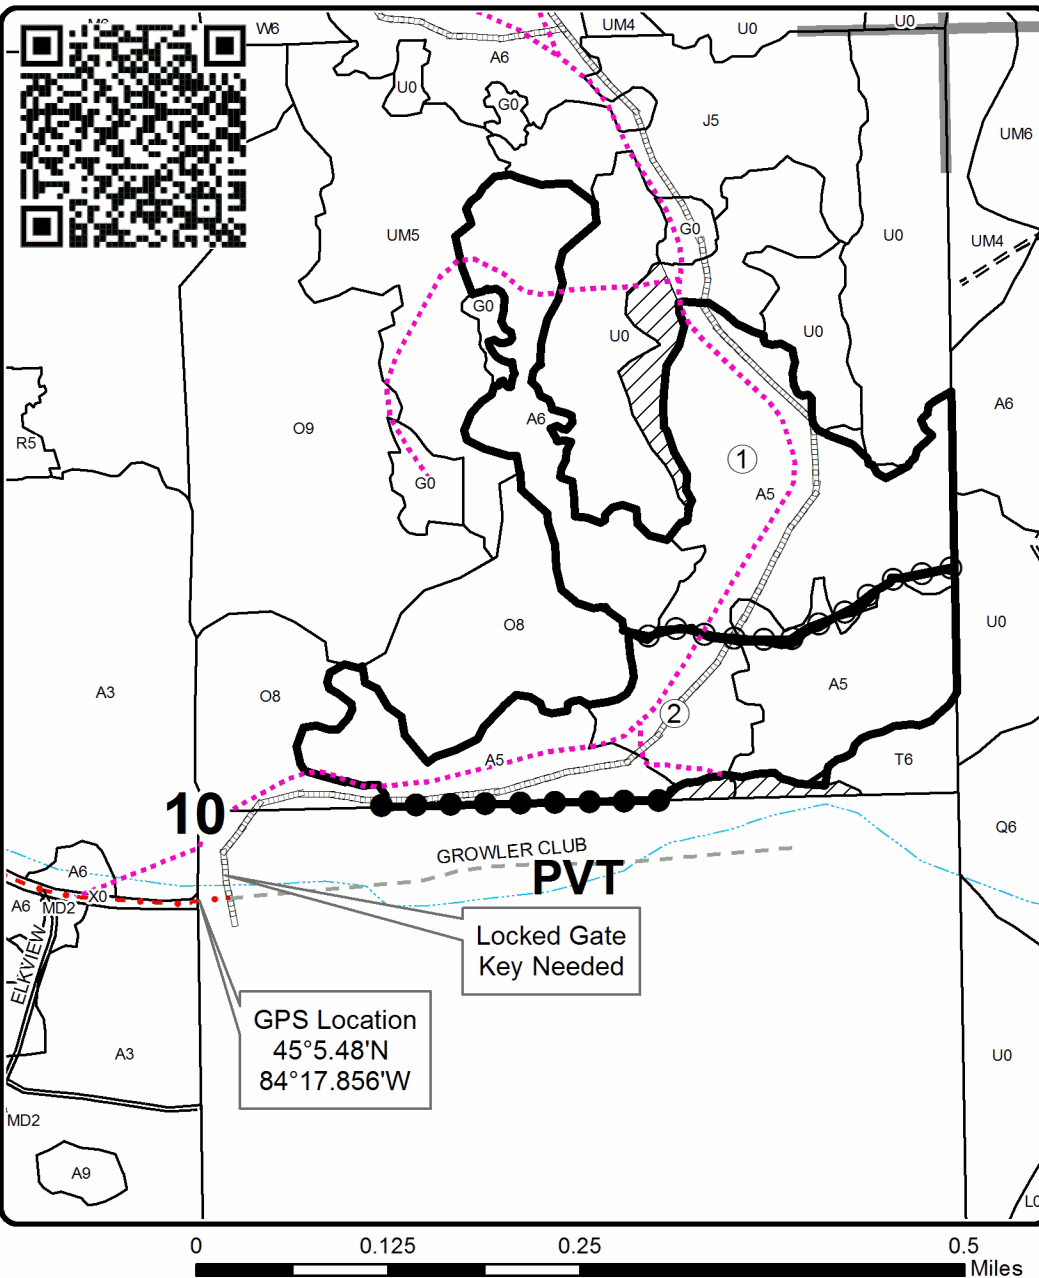 W6
UM4
U0
U0
A6
U0
G0
J5
UM6
G0
UM5
U0
UM4
G0
U0
U0
A6
O9
A6
R5
1
G0
A5
O8
U0
A3
O8
A5
2
A5
T6
10
Q6
GROWLER CLUB
PVT
A6
X0
A6
MD2
ELKVIEW
Locked Gate
Key Needed
GPS Location
45°5.48'N
84°17.856'W
A3
U0
MD2
A9
0
0.125
0.25
0.5
Miles